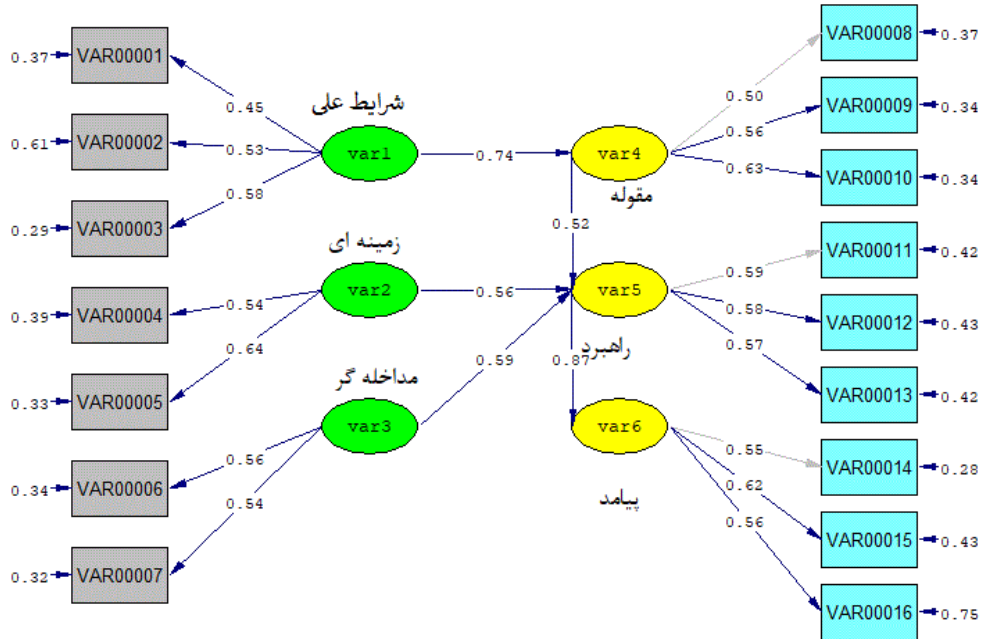 VAR00001
VAR00002
VAR00003
VAR00004
VAR00005
VAR00006
VAR00007
0.37
0.61
0.29
0.39
0.33
0.34
0.32
0.45
0.53
0.58
0.54
0.64
0.56
0.54
شرایط علی
var1
زمینه ای
var2
مداخله گر
var3
0.74
0.56
0.59
var4
مقوله
0.52
var5
راهبرد
0.87
var6
پیامد
0.50
0.56
0.63
0.59
0.58
0.57
0.55
0.62
0.56
VAR00008
VAR00009
VAR00010
VAR00011
VAR00012
VAR00013
VAR00014
VAR00015
VAR00016
0.37
0.34
0.34
0.42
0.43
0.42
0.28
0.43
0.75